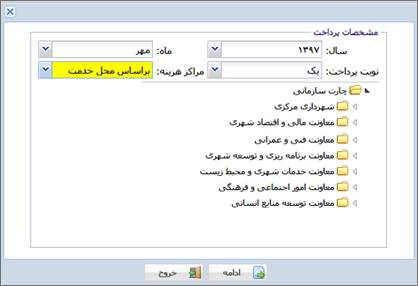 مشخصات پرداخت
سال: ۱۳۹۷ ماه: مهر
نوبت پرداخت: یک مراکز هزینه: براساس محل خدمت
چارت سازمانی
شهرداری مرکزی
معاونت مالی و اقتصاد شهری
معاونت فنی و عمرانی
معاونت برنامه ریزی و توسعه شهری
معاونت خدمات شهری و محیط زیست
معاونت امور اجتماعی و فرهنگی
معاونت توسعه منابع انسانی
ادامه خروج